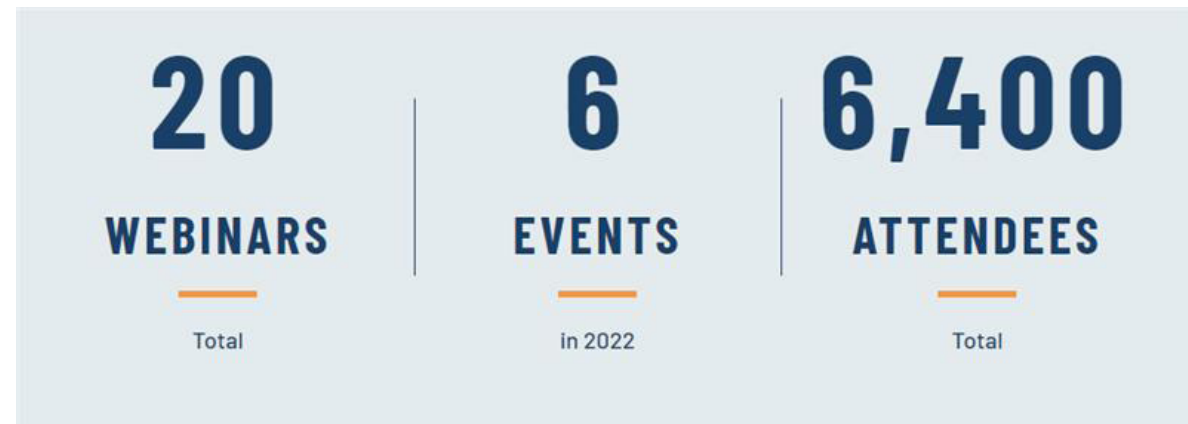 20
WEBINARS
Total
6
EVENTS
in 2022
6,400
ATTENDEES
Total